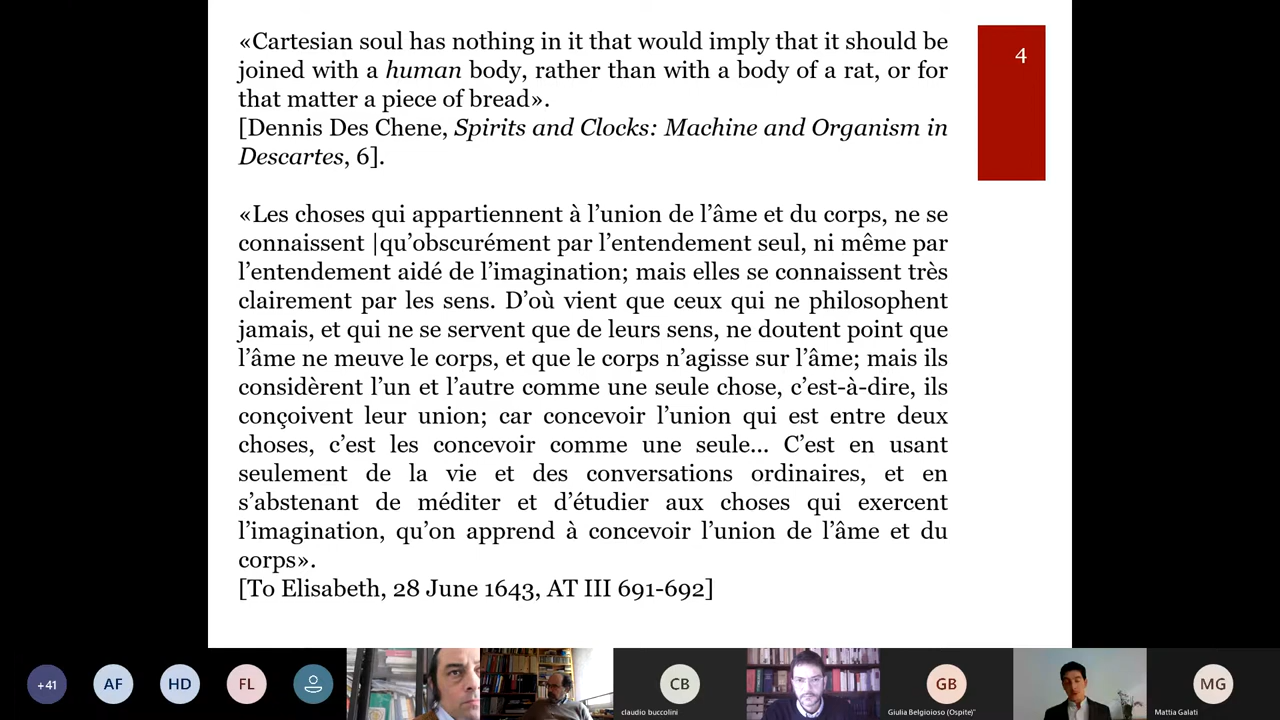 «Cartesian soul has nothing in it that would imply that it should be
joined with a human body, rather than with a body of a rat, or for
that matter a piece of bread».
[Dennis Des Chene, Spirits and Clocks: Machine and Organism in
Descartes, 6].
4
«Les choses qui appartiennent à l’union de l’âme et du corps, ne se
connaissent |qu’obscurément par l’entendement seul, ni même par
l’entendement aidé de l’imagination; mais elles se connaissent très
clairement par les sens. D’où vient que ceux qui ne philosophent
jamais, et qui ne se servent que de leurs sens, ne doutent point que
l’âme ne meuve le corps, et que le corps n’agisse sur l’âme; mais ils
considèrent l’un et l’autre comme une seule chose, c’est-à-dire, ils
conçoivent leur union; car concevoir l’union qui est entre deux
choses, c’est les concevoir comme une seule... C’est en usant
seulement de la vie et des conversations ordinaires, et en
s’abstenant de méditer et d’étudier aux choses qui exercent
l’imagination, qu’on apprend à concevoir l’union de l’âme et du
corps».
[To Elisabeth, 28 June 1643, AT III 691-692]
+41
AF
HD
FL
CB
claudio buccolini
GB
Giulia Belgioioso (Ospite)"
MG
Mattia Galati